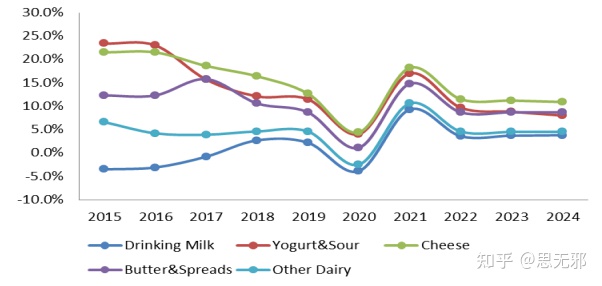 30.0%
25.0%
20.0%
15.0%
10.0%
5.0%
0.0%
-5.0%
-10.0%
2015 2016 2017 2018 2019 2020 2021 2022 2023 2024
Drinking Milk Yogurt&Sour Cheese
Butter&Spreads Other Dairy
知乎 @思无邪